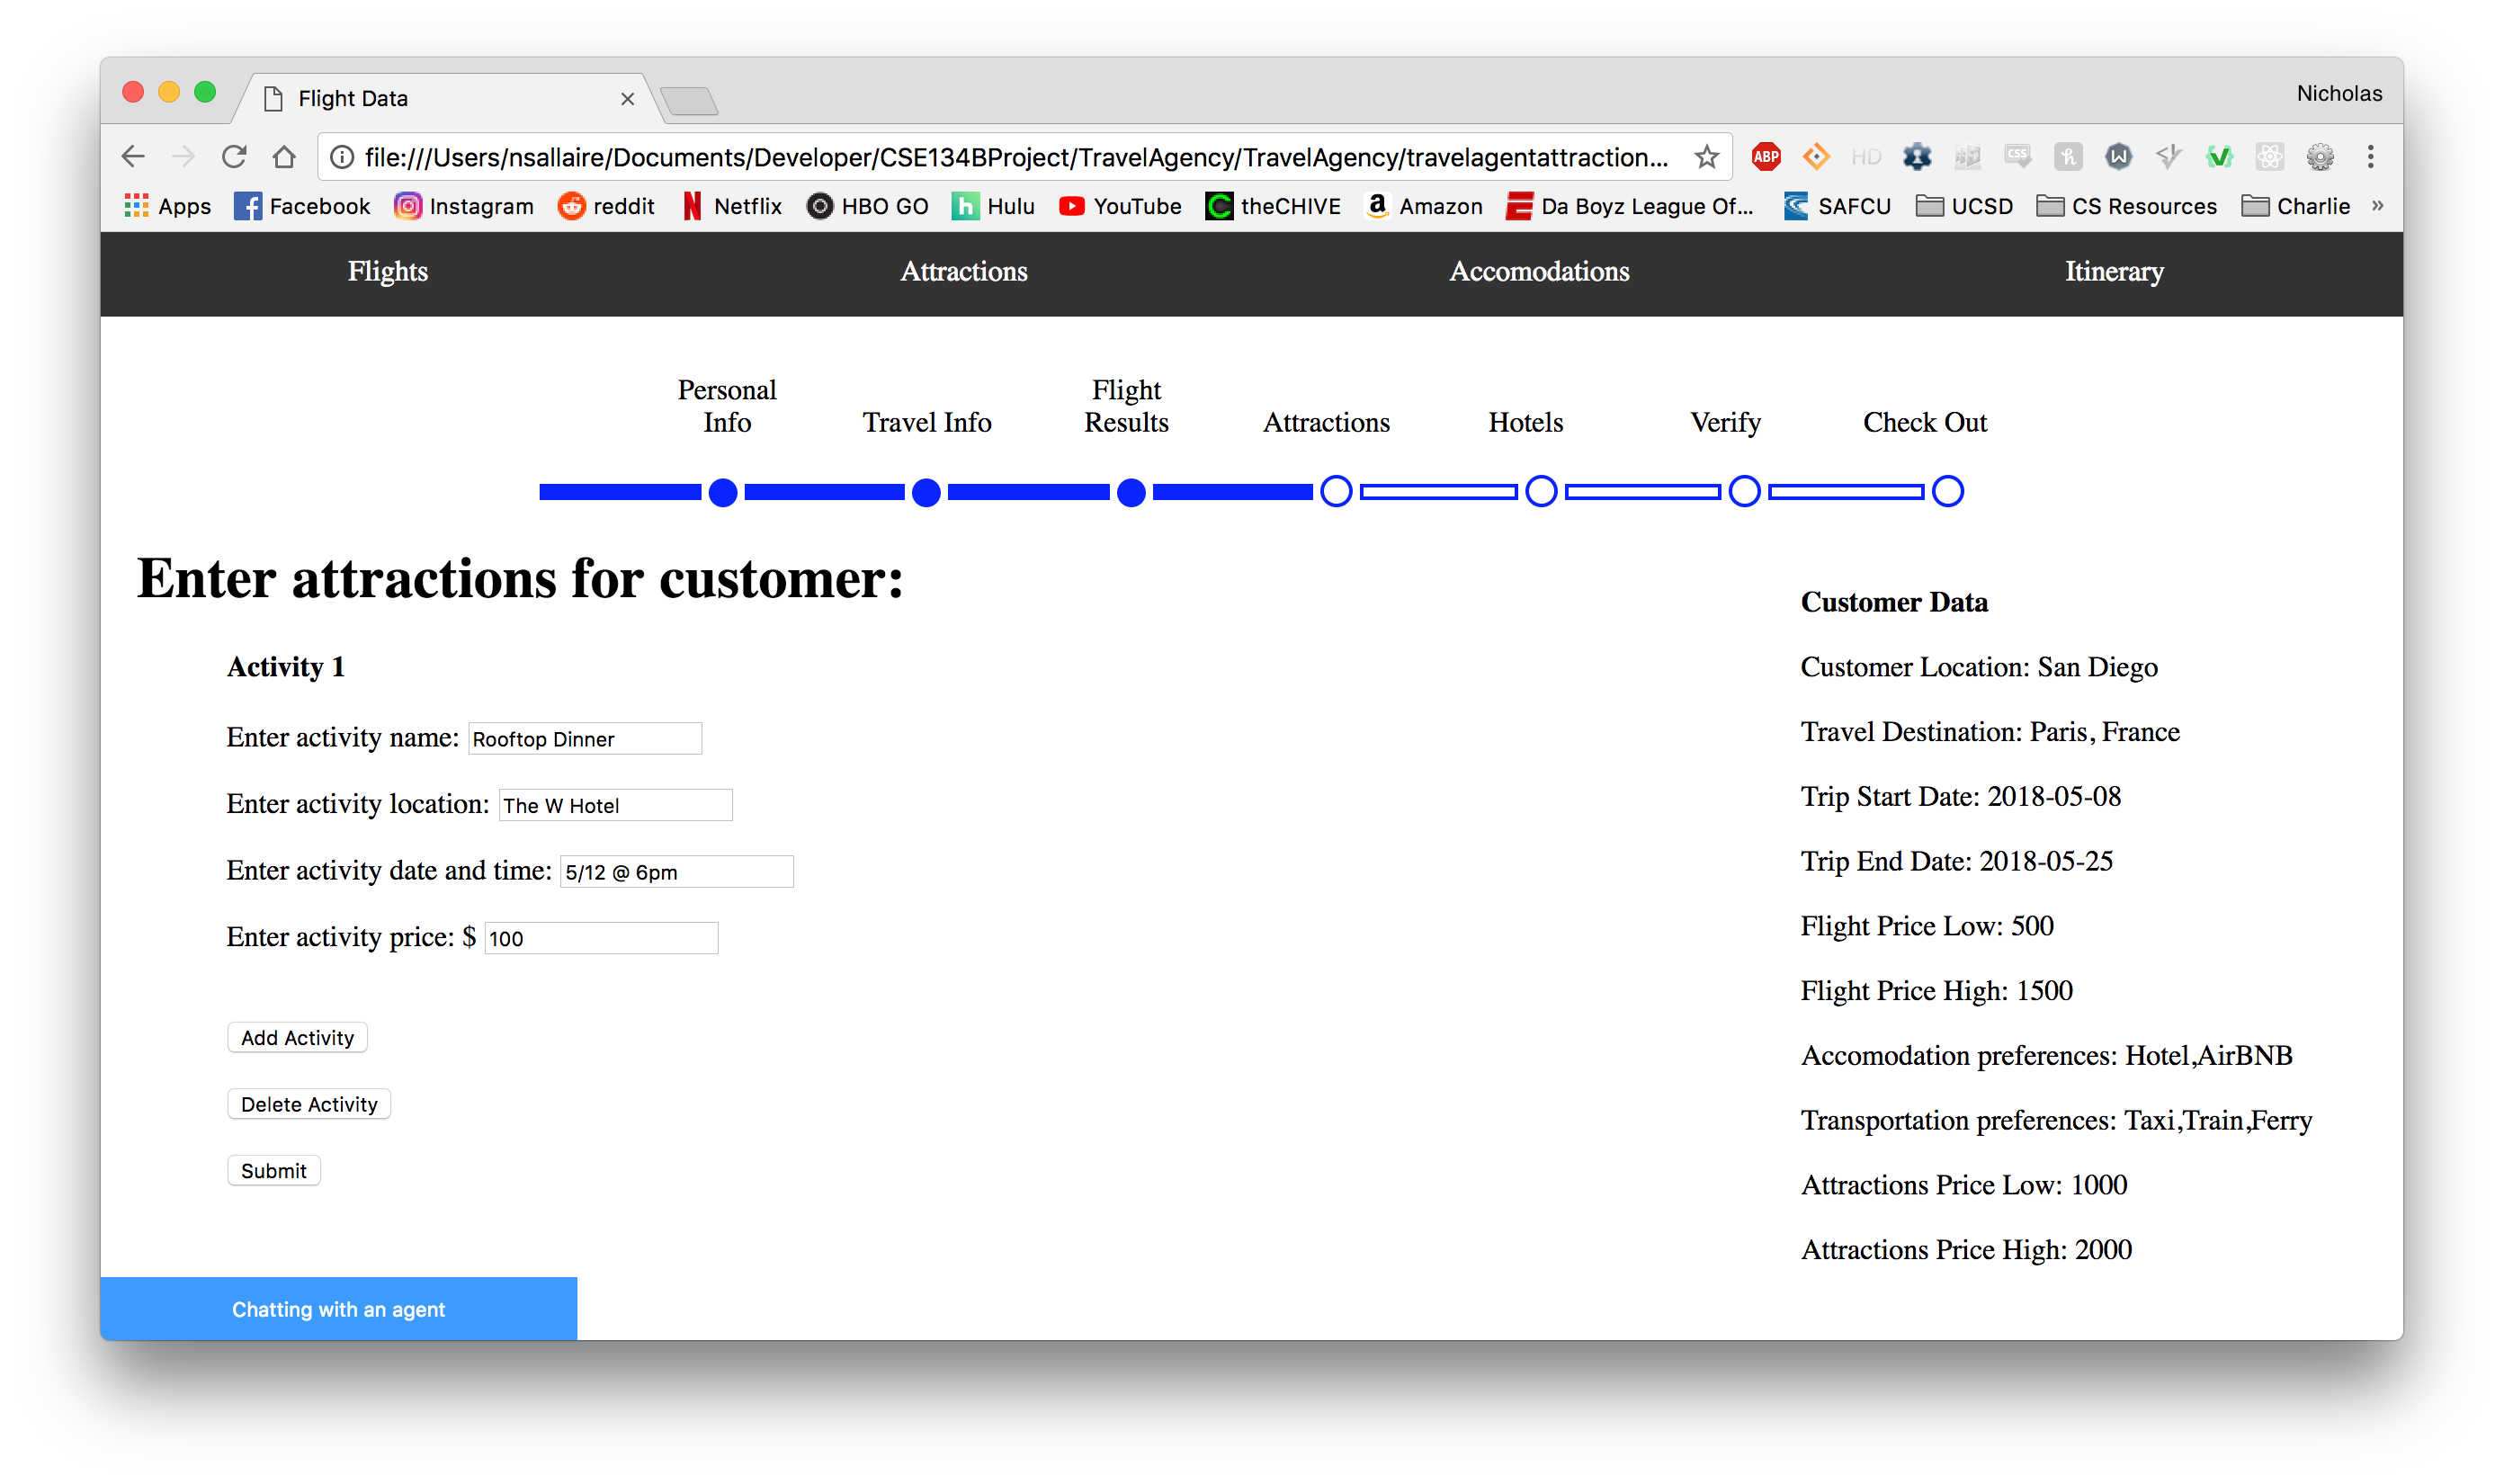 Flight Data
Nicholas
file:///Users/nsallaire/Documents/Developer/CSE134BProject/TravelAgency/TravelAgency/travelagentattraction...
ABP
HD
CSS
Apps Facebook Instagram reddit Netflix HBO GO Hulu YouTube theCHIVE Amazon Da Boyz League Of... SAFCU UCSD CS Resources Charlie »
Flights Attractions Accomodations Itinerary
Personal Info
Travel Info
Flight Results
Attractions
Hotels
Verify
Check Out
Enter attractions for customer:
Activity 1
Enter activity name: Rooftop Dinner
Enter activity location: The W Hotel
Enter activity date and time: 5/12 @ 6pm
Enter activity price: $ 100
Add Activity
Delete Activity
Submit
Customer Data
Customer Location: San Diego
Travel Destination: Paris, France
Trip Start Date: 2018-05-08
Trip End Date: 2018-05-25
Flight Price Low: 500
Flight Price High: 1500
Accomodation preferences: Hotel,AirBNB
Transportation preferences: Taxi,Train,Ferry
Attractions Price Low: 1000
Attractions Price High: 2000
Chatting with an agent